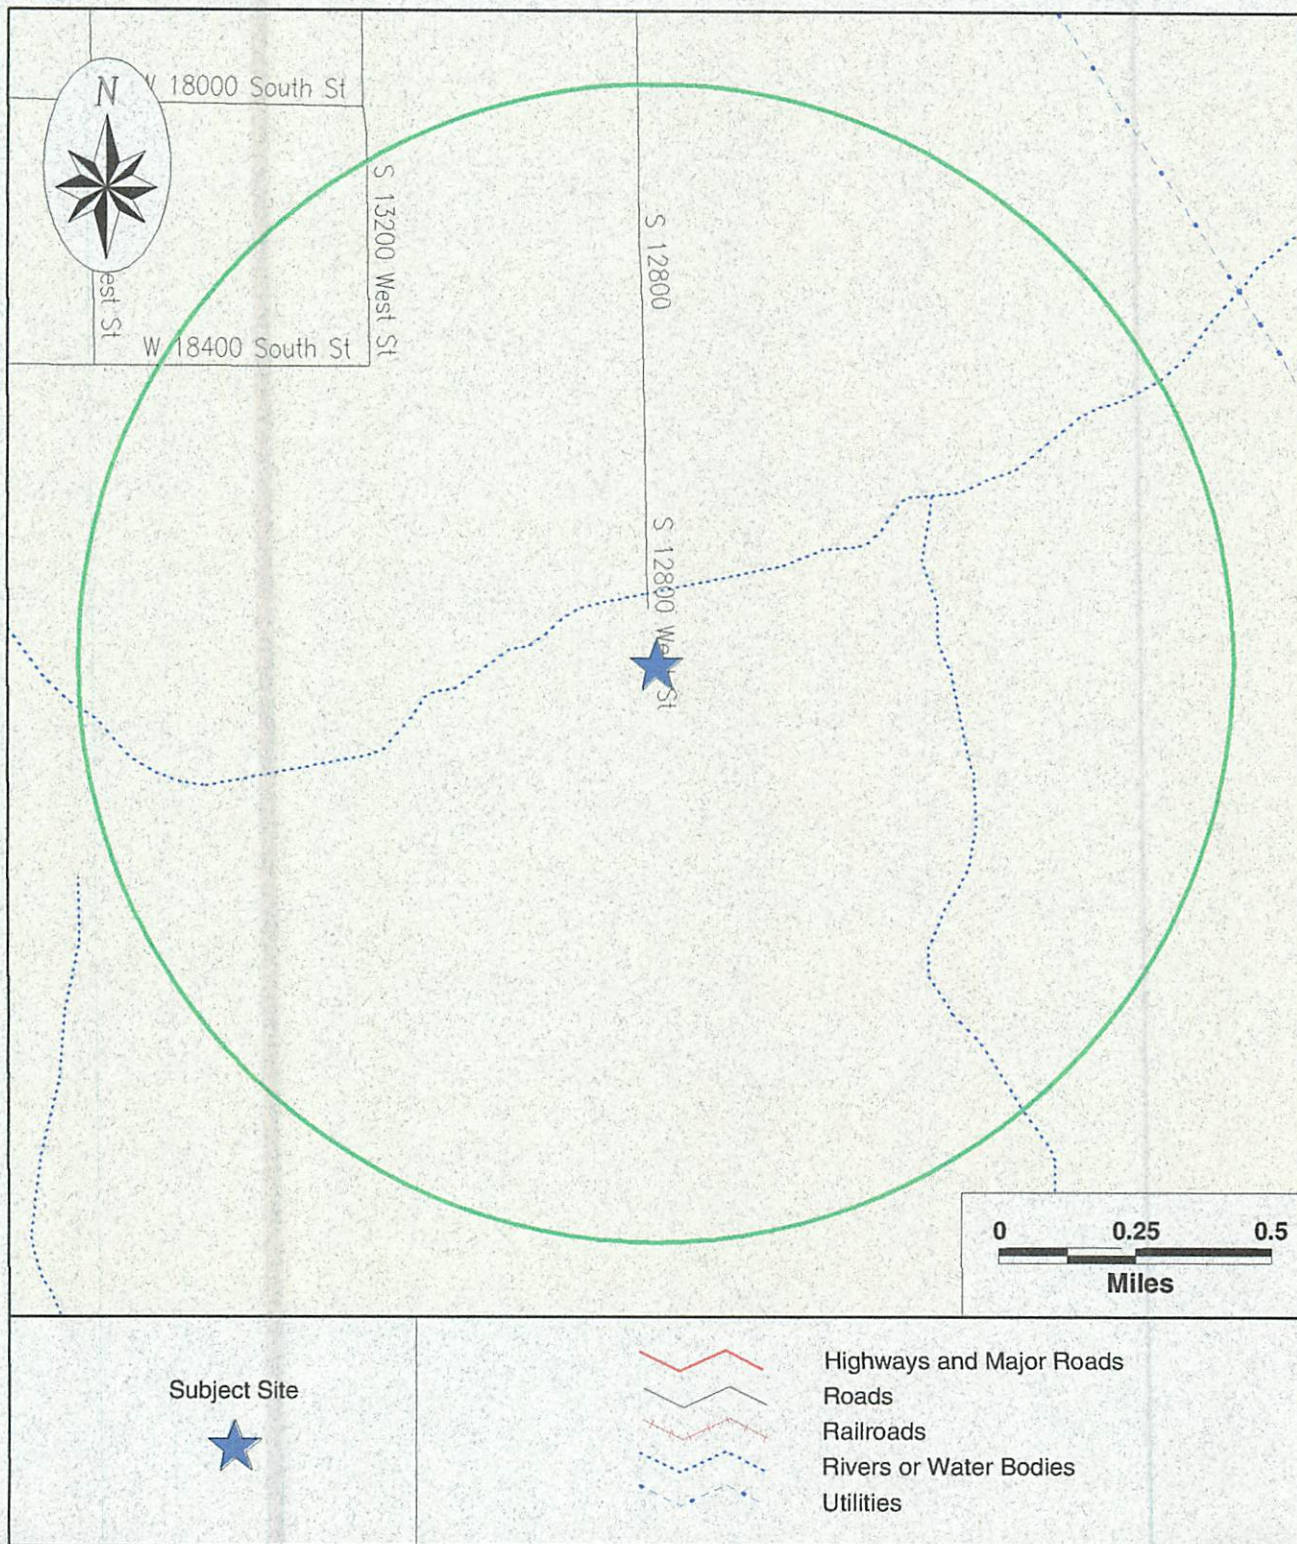 N
W 18000 South St
S 13200 West St
S 12800
est St
W 18400 South St
S 12800 West St
0 0.25 0.5
Miles
Subject Site
Highways and Major Roads
Roads
Railroads
Rivers or Water Bodies
Utilities